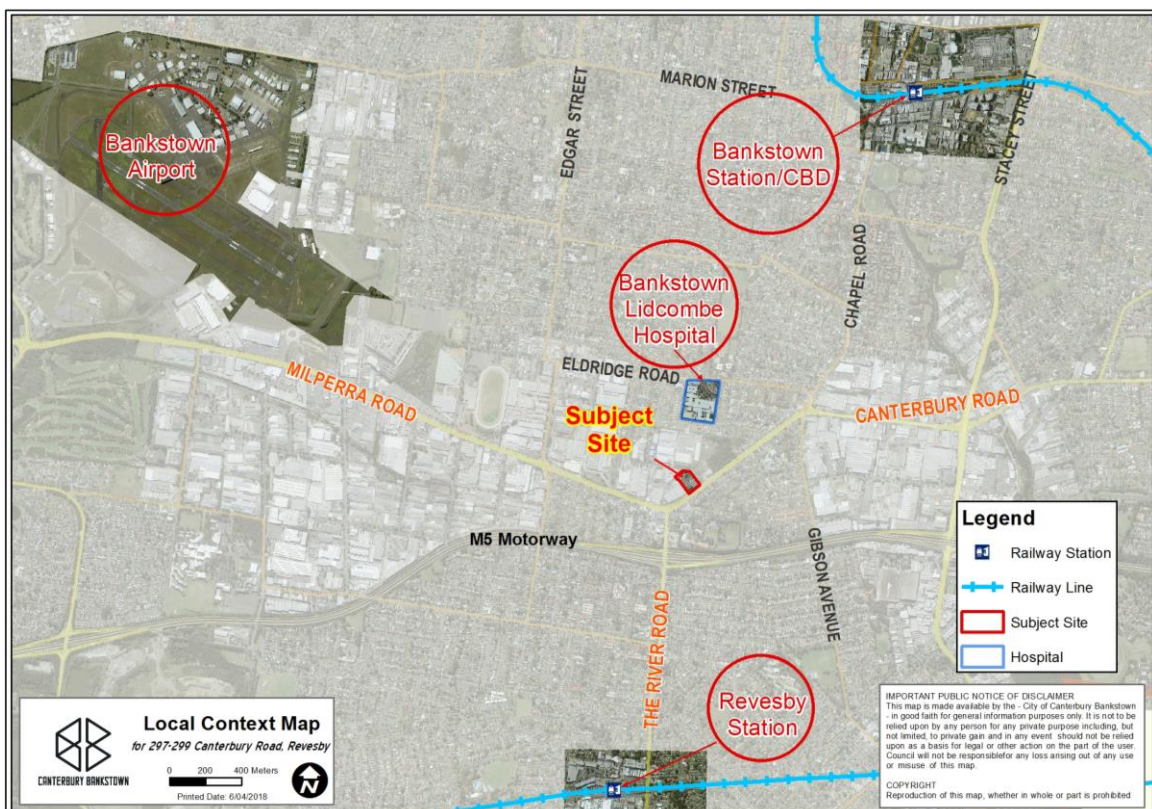 MARION STREET
EDGAR STREET
STACEY STREET
Bankstown
Airport
Bankstown
Station/CBD
CHAPEL ROAD
Bankstown
Lidcombe
Hospital
ELDRIDGE ROAD
MILPERRA ROAD
CANTERBURY ROAD
Subject
Site
M5 Motorway
GIBSON AVENUE
THE RIVER ROAD
Revesby
Station
Legend
Railway Station
Railway Line
Subject Site
Hospital
CANTERBURY BANKSTOWN
Local Context Map
for 297-299 Canterbury Road, Revesby
0 200 400 Meters
Printed Date: 6/04/2018
N
IMPORTANT PUBLIC NOTICE OF DISCLAIMER
This map is made available by the - City of Canterbury Bankstown
- in good faith for general information purposes only. It is not to be
relied upon by any person for any private purpose including, but
not limited, to private gain and in any event should not be relied
upon as a basis for legal or other action on the part of the user.
Council will not be responsiblefor any loss arising out of any use
or misuse of this map.
COPYRIGHT
Reproduction of this map, whether in whole or part is prohibited